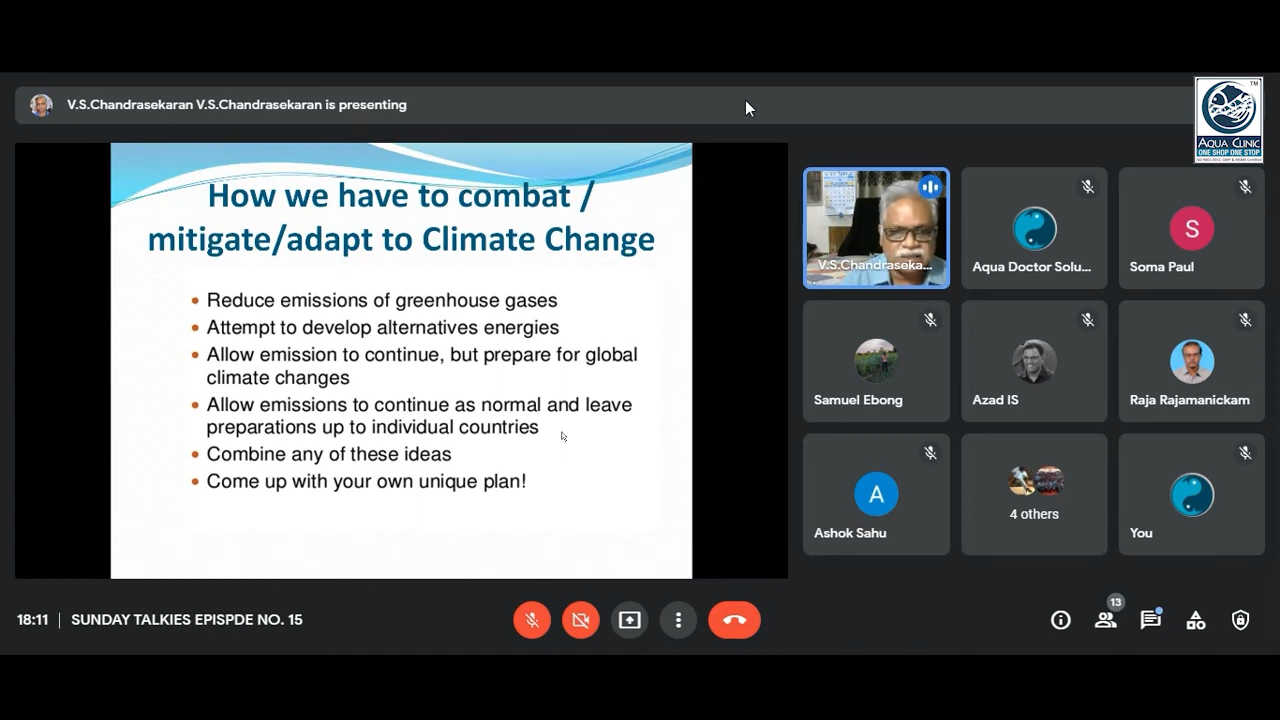 V.S.Chandrasekaran V.S.Chandrasekaran is presenting
TM
AQUA CLINIC
ONE SHOP ONE STOP
How we have to combat /
mitigate/adapt to Climate Change
• Reduce emissions of greenhouse gases
• Attempt to develop alternatives energies
• Allow emission to continue, but prepare for global
climate changes
• Allow emissions to continue as normal and leave
preparations up to individual countries
• Combine any of these ideas
• Come up with your own unique plan!
V.S.Chandraseka...
Aqua Doctor Solu...
S
Soma Paul
Samuel Ebong
Azad IS
Raja Rajamanickam
A
Ashok Sahu
4 others
You
18:11 | SUNDAY TALKIES EPISPDE NO. 15
13